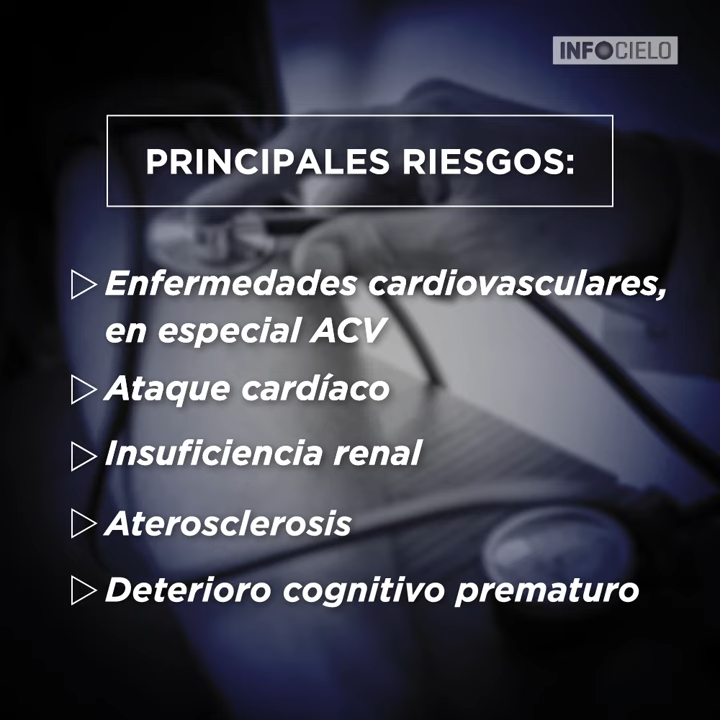 INFOCIELO
PRINCIPALES RIESGOS:
Enfermedades cardiovasculares,
en especial ACV
Ataque cardíaco
Insuficiencia renal
Aterosclerosis
Deterioro cognitivo prematuro